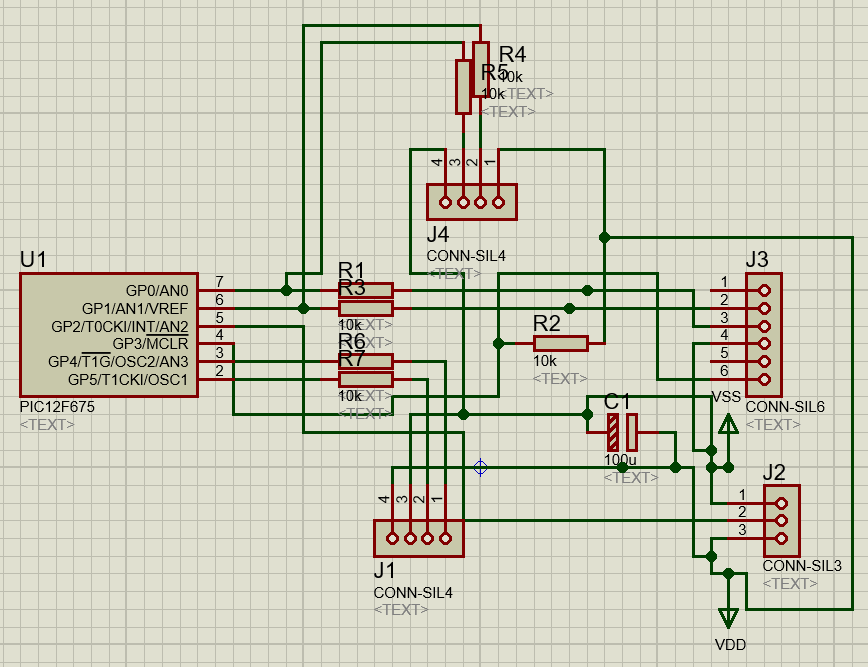 R4
10k
<TEXT>
R5
10k
<TEXT>
4
3
2
1
J4
CONN-SIL4
<TEXT>
U1
GP0/AN0
GP1/AN1/VREF
GP2/T0CKI/INT/AN2
GP3/MCLR
GP4/T1G/OSC2/AN3
GP5/T1CKI/OSC1
7
6
5
4
3
2
PIC12F675
<TEXT>
R1
R3
10k
<TEXT>
<TEXT>
R6
R7
10k
<TEXT>
<TEXT>
R2
10k
<TEXT>
J3
1
2
3
4
5
6
CONN-SIL6
<TEXT>
VSS
C1
100u
<TEXT>
J2
1
2
3
CONN-SIL3
<TEXT>
4
3
2
1
J1
CONN-SIL4
<TEXT>
VDD